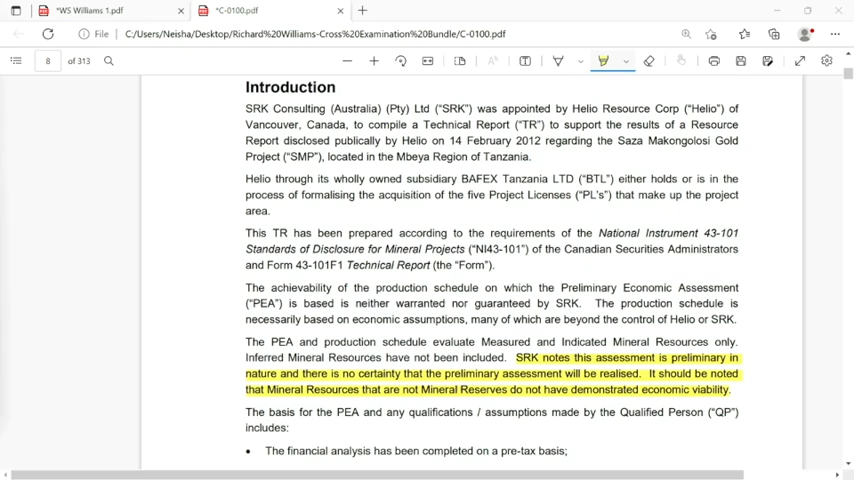 *WS Williams 1.pdf
*C-0100.pdf
File
C:/Users/Neisha/Desktop/Richard%20Williams-Cross%20Examination%20Bundle/C-0100.pdf
8 of 313
Introduction
SRK Consulting (Australia) (Pty) Ltd (“SRK”) was appointed by Helio Resource Corp (“Helio”) of
Vancouver, Canada, to compile a Technical Report (“TR”) to support the results of a Resource
Report disclosed publically by Helio on 14 February 2012 regarding the Saza Makongolosi Gold
Project (“SMP”), located in the Mbeya Region of Tanzania.
Helio through its wholly owned subsidiary BAFEX Tanzania LTD (“BTL”) either holds or is in the
process of formalising the acquisition of the five Project Licenses (“PL’s”) that make up the project
area.
This TR has been prepared according to the requirements of the National Instrument 43-101
Standards of Disclosure for Mineral Projects (“NI43-101”) of the Canadian Securities Administrators
and Form 43-101F1 Technical Report (the “Form”).
The achievability of the production schedule on which the Preliminary Economic Assessment
(“PEA”) is based is neither warranted nor guaranteed by SRK. The production schedule is
necessarily based on economic assumptions, many of which are beyond the control of Helio or SRK.
The PEA and production schedule evaluate Measured and Indicated Mineral Resources only.
Inferred Mineral Resources have not been included. SRK notes this assessment is preliminary in
nature and there is no certainty that the preliminary assessment will be realised. It should be noted
that Mineral Resources that are not Mineral Reserves do not have demonstrated economic viability.
The basis for the PEA and any qualifications / assumptions made by the Qualified Person (“QP”)
includes:
• The financial analysis has been completed on a pre-tax basis;